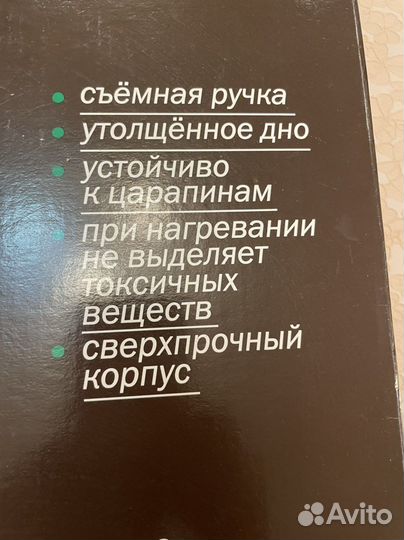 съёмная ручка
утолщённое дно
устойчиво
к царапинам
при нагревании
не выделяет
токсичных
веществ
сверхпрочный
корпус
Avito